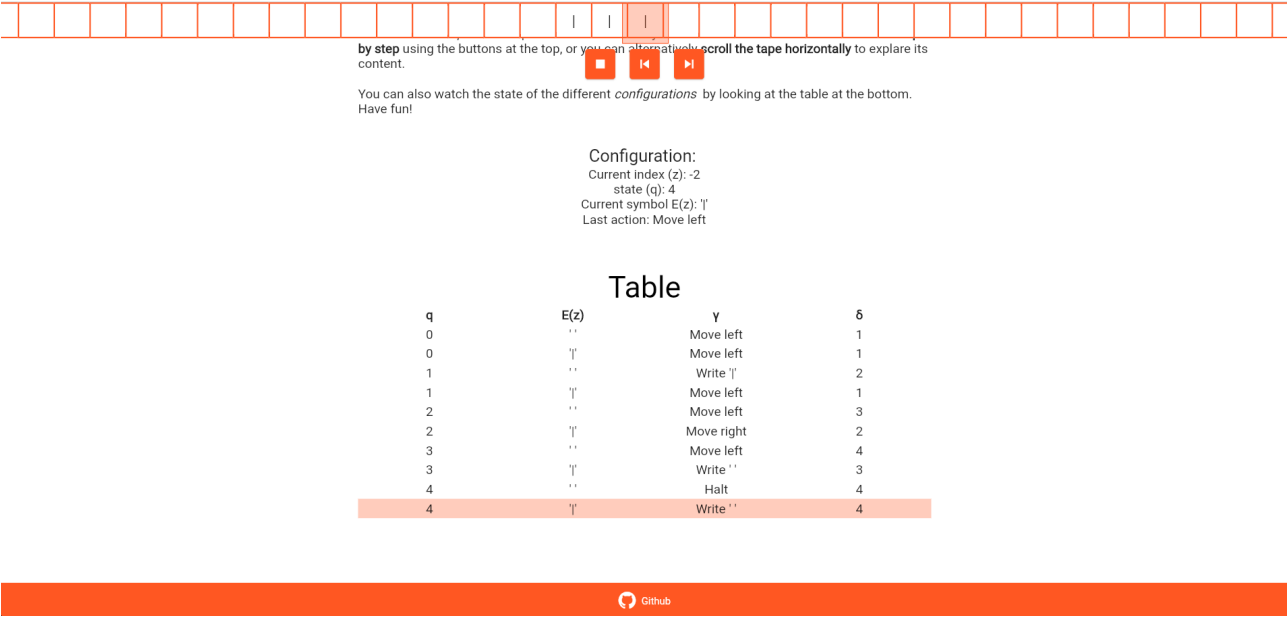 | | |
by step using the buttons at the top, or you can alternatively scroll the tape horizontally to explare its
content.
You can also watch the state of the different configurations by looking at the table at the bottom.
Have fun!
Configuration:
Current index (z): -2
state (q): 4
Current symbol E(z): '|'
Last action: Move left
Table
q E(z) γ δ
0 ' ' Move left 1
0 '|' Move left 1
1 ' ' Write '|' 2
1 '|' Move left 1
2 ' ' Move left 3
2 '|' Move right 2
3 ' ' Move left 4
3 '|' Write ' ' 3
4 ' ' Halt 4
4 '|' Write ' ' 4
Github